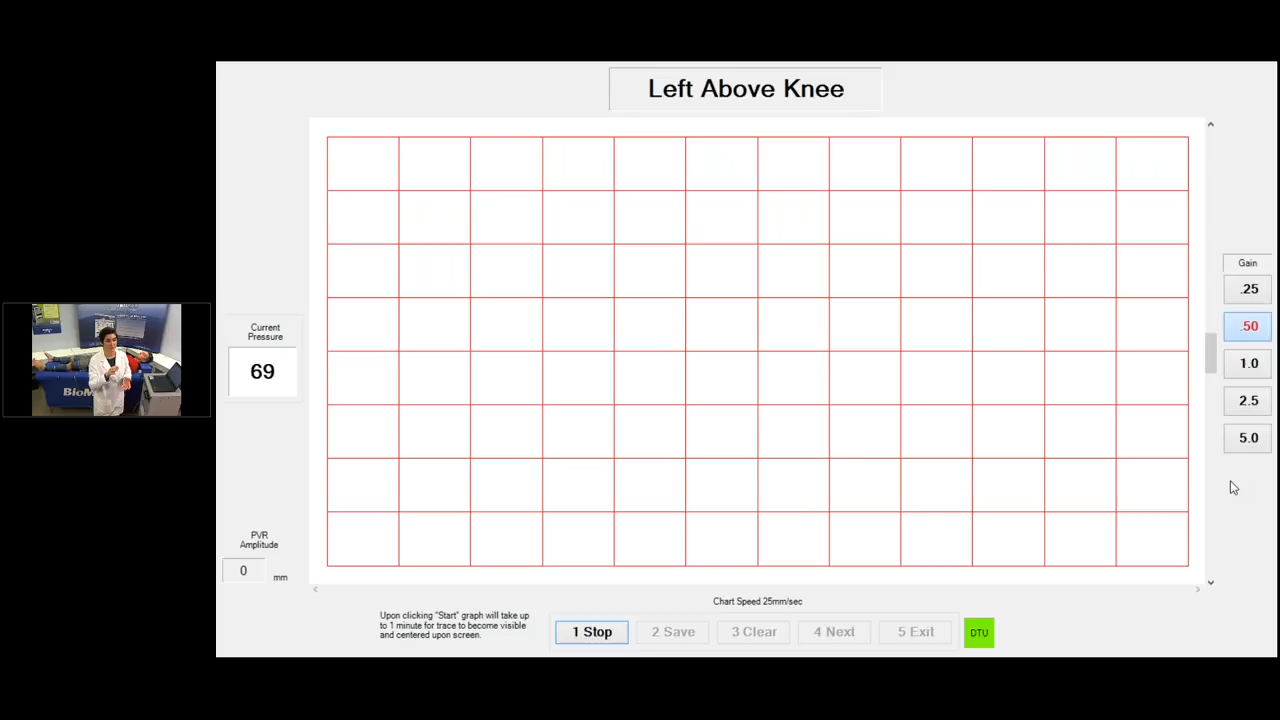 Left Above Knee
Gain
.25
.50
1.0
2.5
5.0
Current
Pressure
69
PVR
Amplitude
0
mm
Chart Speed 25mm/sec
Upon clicking "Start" graph will take up
to 1 minute for trace to become visible
and centered upon screen.
1 Stop
2 Save
3 Clear
4 Next
5 Exit
DTU